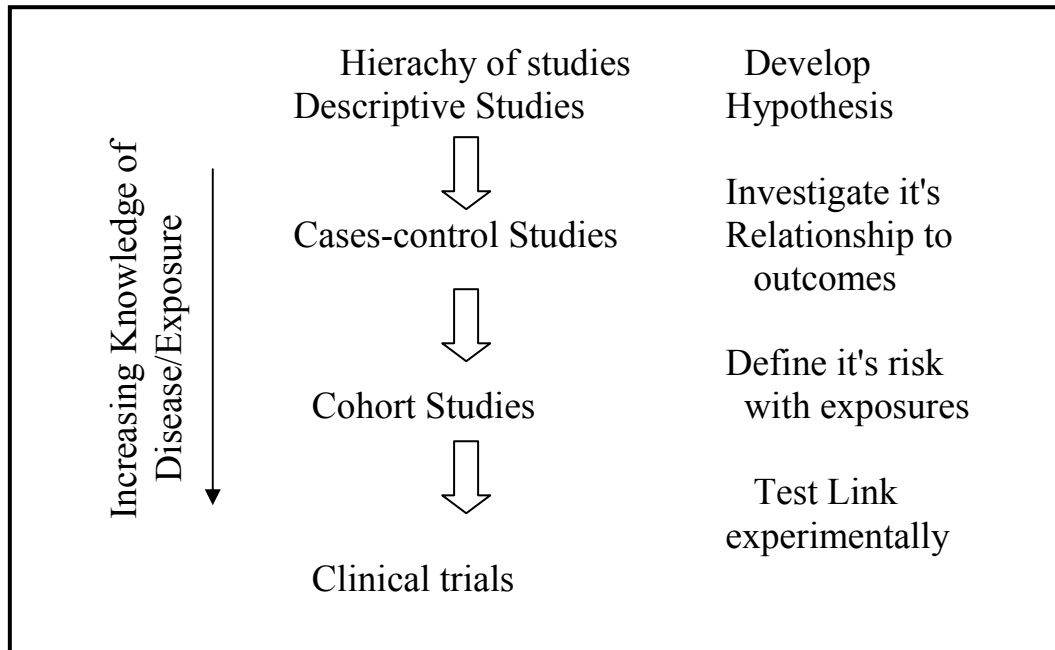 Hierachy of studies
Develop
Descriptive Studies
Hypothesis
Increasing Knowledge of
Disease/Exposure
Investigate it's
Cases-control Studies
Relationship to
outcomes
Define it's risk
Cohort Studies
with exposures
Test Link
experimentally
Clinical trials